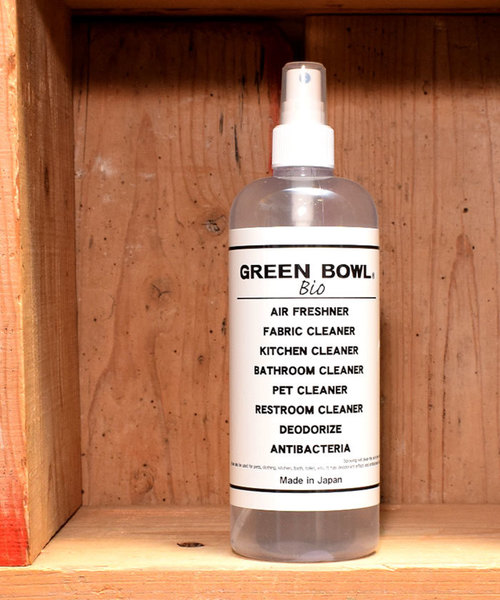 GREEN BOWL®
Bio
AIR FRESHNER
FABRIC CLEANER
KITCHEN CLEANER
BATHROOM CLEANER
PET CLEANER
RESTROOM CLEANER
DEODORIZE
ANTIBACTERIA
Made in Japan